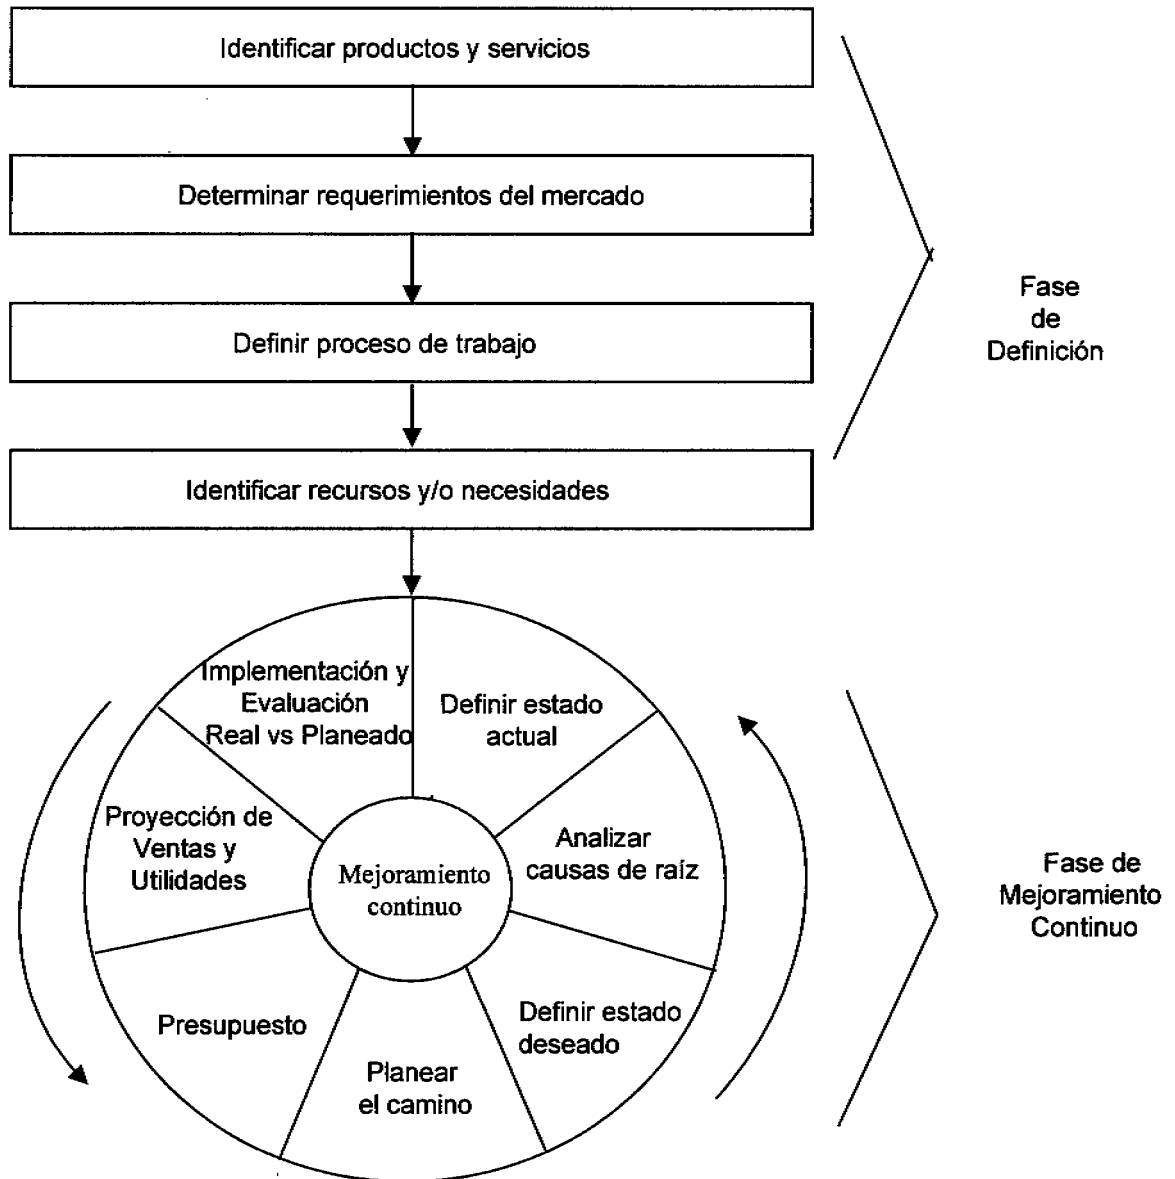 Identificar productos y servicios
Determinar requerimientos del mercado
Definir proceso de trabajo
Identificar recursos y/o necesidades
Fase
de
Definición
Implementación y
Evaluación
Real vs Planeado
Definir estado
actual
Analizar
causas de raíz
Definir estado
deseado
Planear
el camino
Presupuesto
Proyección de
Ventas y
Utilidades
Mejoramiento
continuo
Fase de
Mejoramiento
Continuo